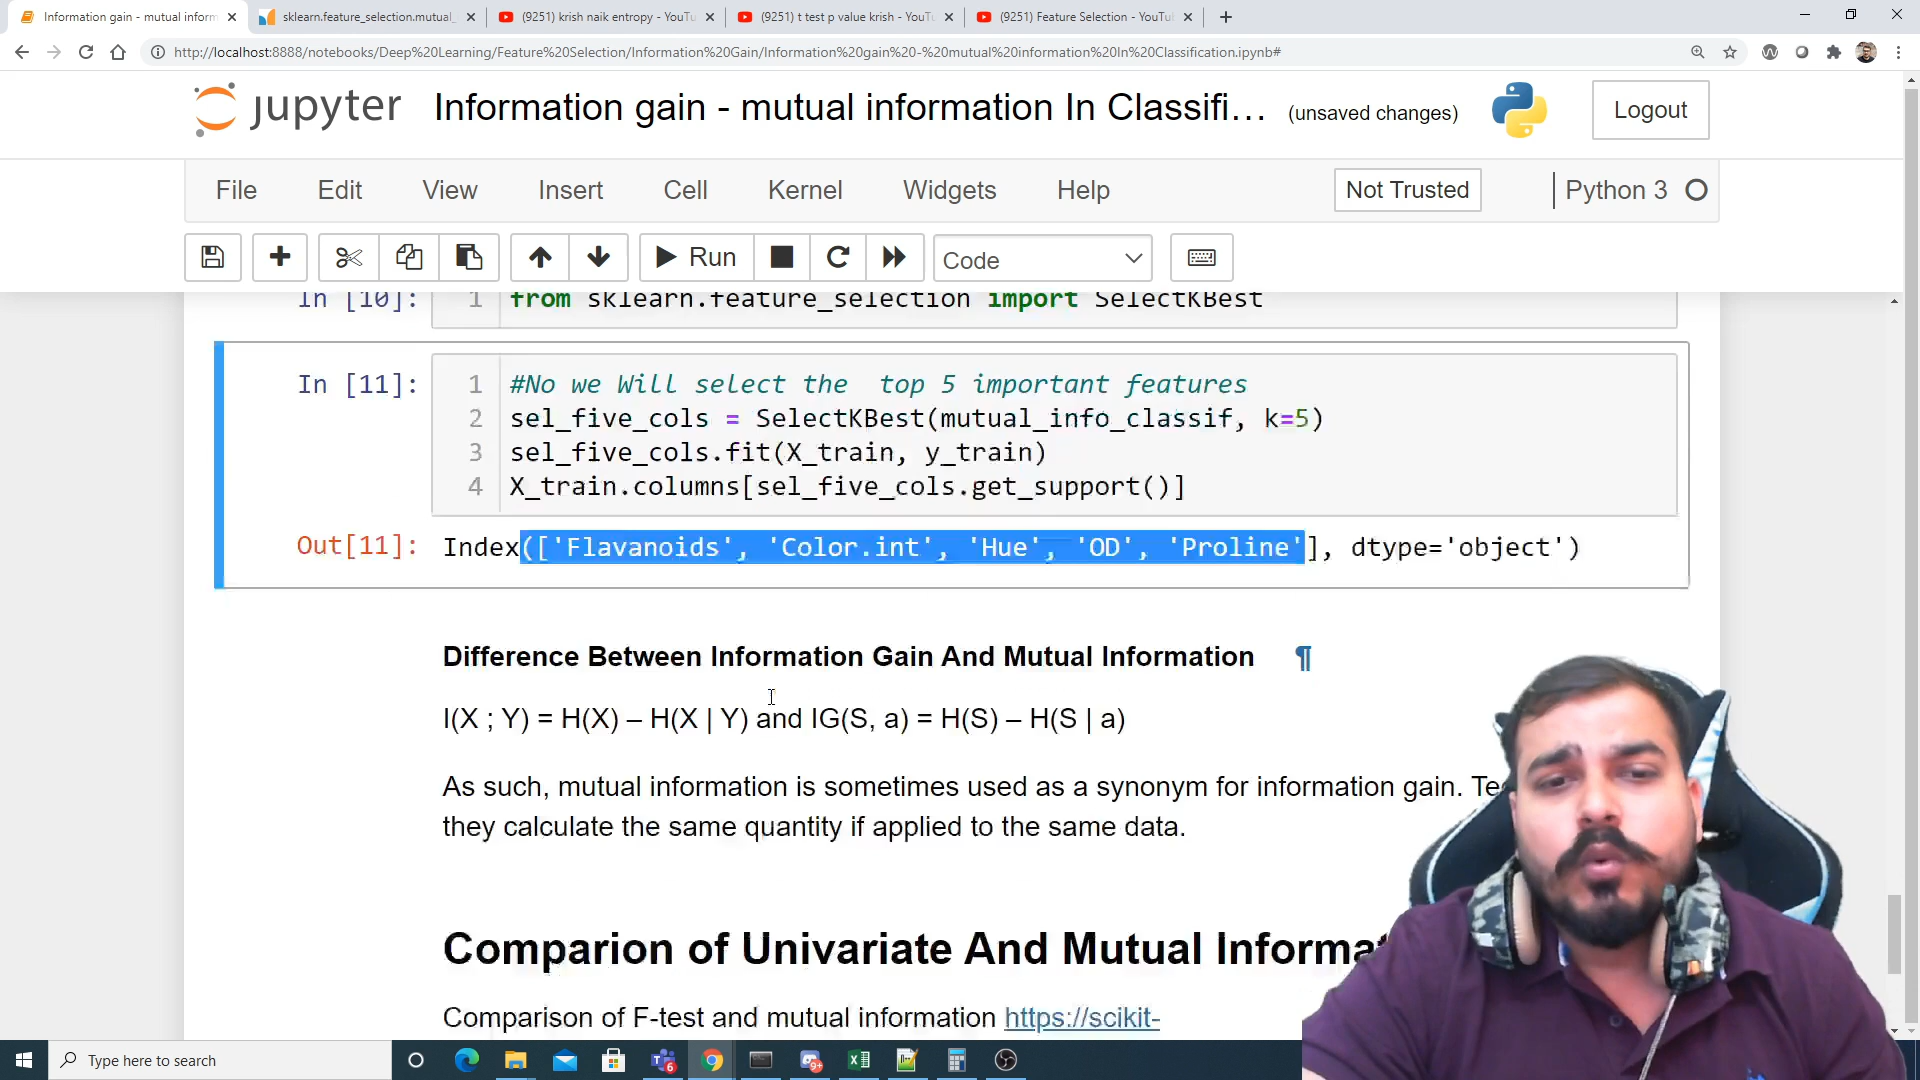 Information gain - mutual inform
sklearn.feature_selection.mutual_
(9251) krish naik entropy - YouTu
(9251) t test p value krish - YouTu
(9251) Feature Selection - YouTu
http://localhost:8888/notebooks/Deep%20Learning/Feature%20Selection/Information%20Gain/Information%20gain%20-%20mutual%20information%20In%20Classification.ipynb#
jupyter Information gain - mutual information In Classifi… (unsaved changes) Logout
File Edit View Insert Cell Kernel Widgets Help Not Trusted Python 3
Run Code
In [10]: 1 from sklearn.feature_selection import SelectKBest
In [11]: 1 #No we Will select the  top 5 important features
2 sel_five_cols = SelectKBest(mutual_info_classif, k=5)
3 sel_five_cols.fit(X_train, y_train)
4 X_train.columns[sel_five_cols.get_support()]
Out[11]: Index(['Flavanoids', 'Color.int', 'Hue', 'OD', 'Proline'], dtype='object')
Difference Between Information Gain And Mutual Information ¶
I(X ; Y) = H(X) – H(X | Y) and IG(S, a) = H(S) – H(S | a)
As such, mutual information is sometimes used as a synonym for information gain.
they calculate the same quantity if applied to the same data.
Comparion of Univariate And Mutual Informat
Comparison of F-test and mutual information https://scikit-
Type here to search
6